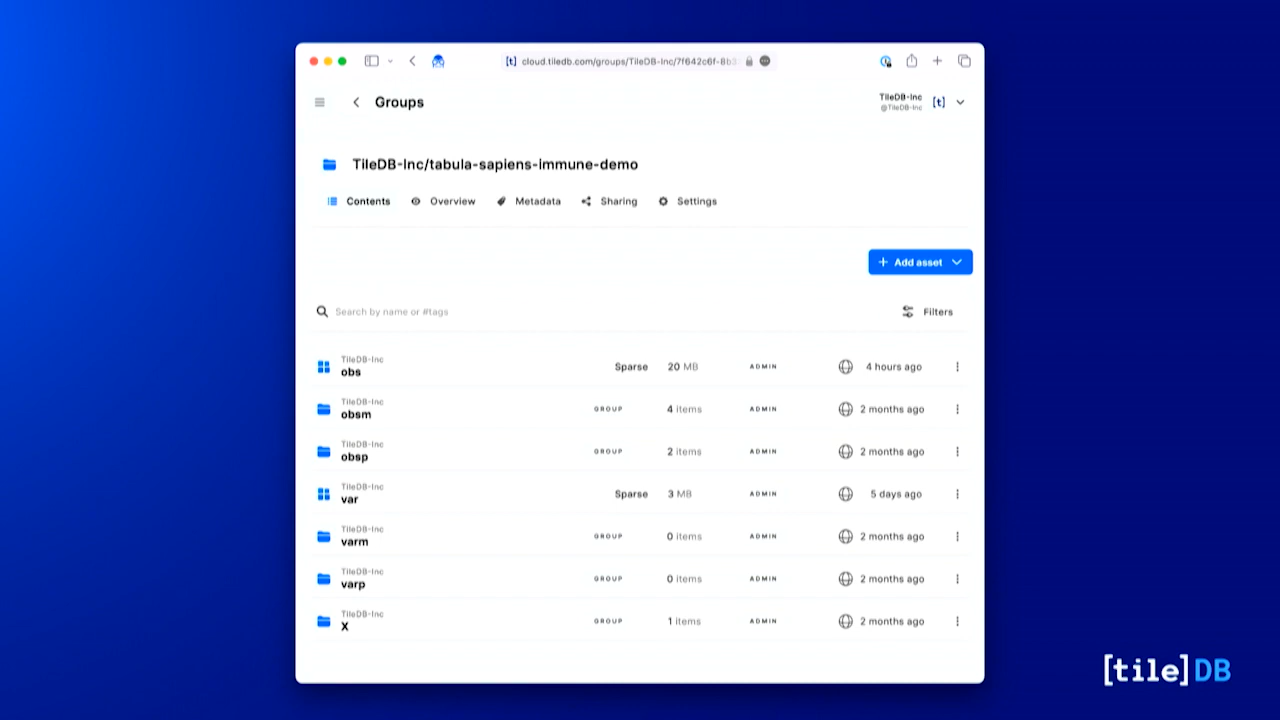 [t] cloud.tiledb.com/groups/TileDB-Inc/7f642c6f-8b3
Groups
TileDB-Inc
@TileDB-Inc
[t]
TileDB-Inc/tabula-sapiens-immune-demo
Contents Overview Metadata Sharing Settings
+ Add asset
Search by name or #tags
Filters
TileDB-Inc
obs Sparse 20 MB ADMIN 4 hours ago
TileDB-Inc
obsm GROUP 4 items ADMIN 2 months ago
TileDB-Inc
obsp GROUP 2 items ADMIN 2 months ago
TileDB-Inc
var Sparse 3 MB ADMIN 5 days ago
TileDB-Inc
varm GROUP 0 items ADMIN 2 months ago
TileDB-Inc
varp GROUP 0 items ADMIN 2 months ago
TileDB-Inc
X GROUP 1 items ADMIN 2 months ago
[tile]DB